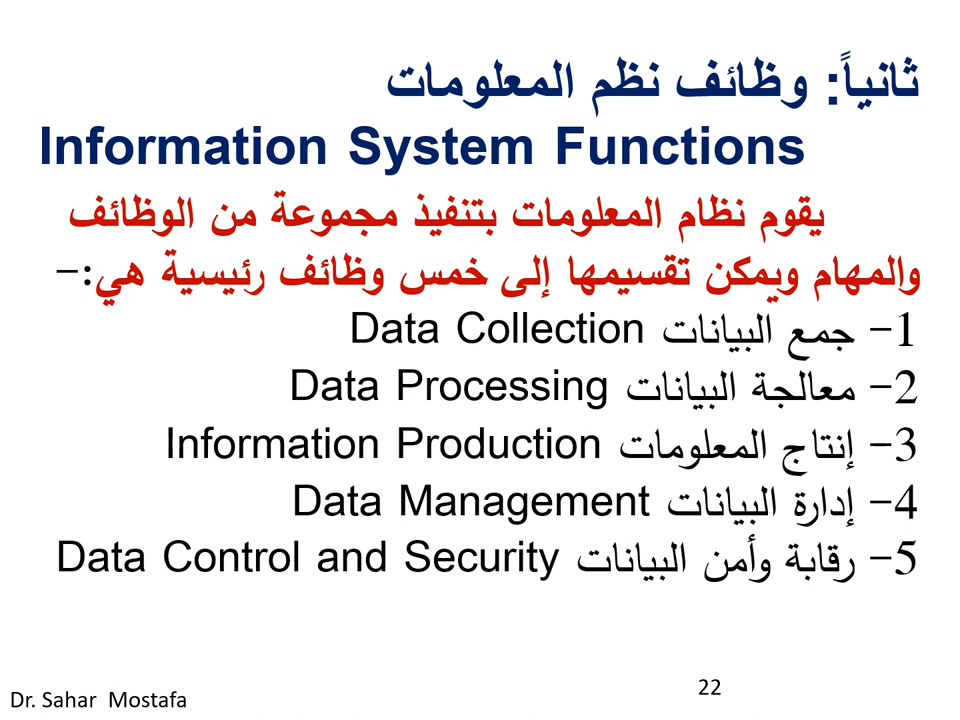 ثانياً: وظائف نظم المعلومات
Information System Functions
يقوم نظام المعلومات بتنفيذ مجموعة من الوظائف
والمهام ويمكن تقسيمها إلى خمس وظائف رئيسية هي:-
1- جمع البيانات Data Collection
2- معالجة البيانات Data Processing
3- إنتاج المعلومات Information Production
4- إدارة البيانات Data Management
5- رقابة وأمن البيانات Data Control and Security
22
Dr. Sahar Mostafa